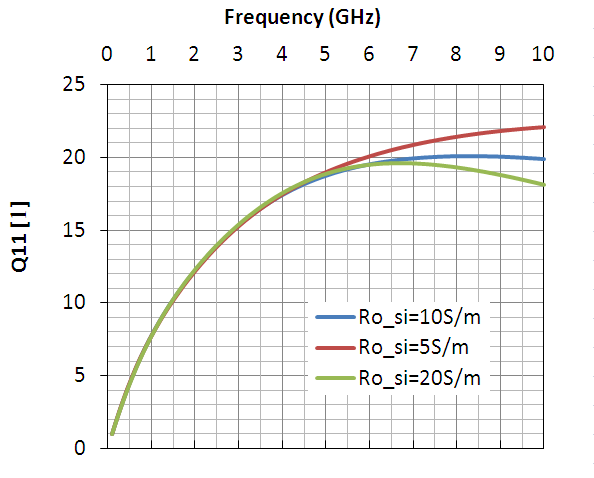 Frequency (GHz)
0 1 2 3 4 5 6 7 8 9 10
25
20
15
10
5
0
Q11 [1]
Ro_si=10S/m
Ro_si=5S/m
Ro_si=20S/m